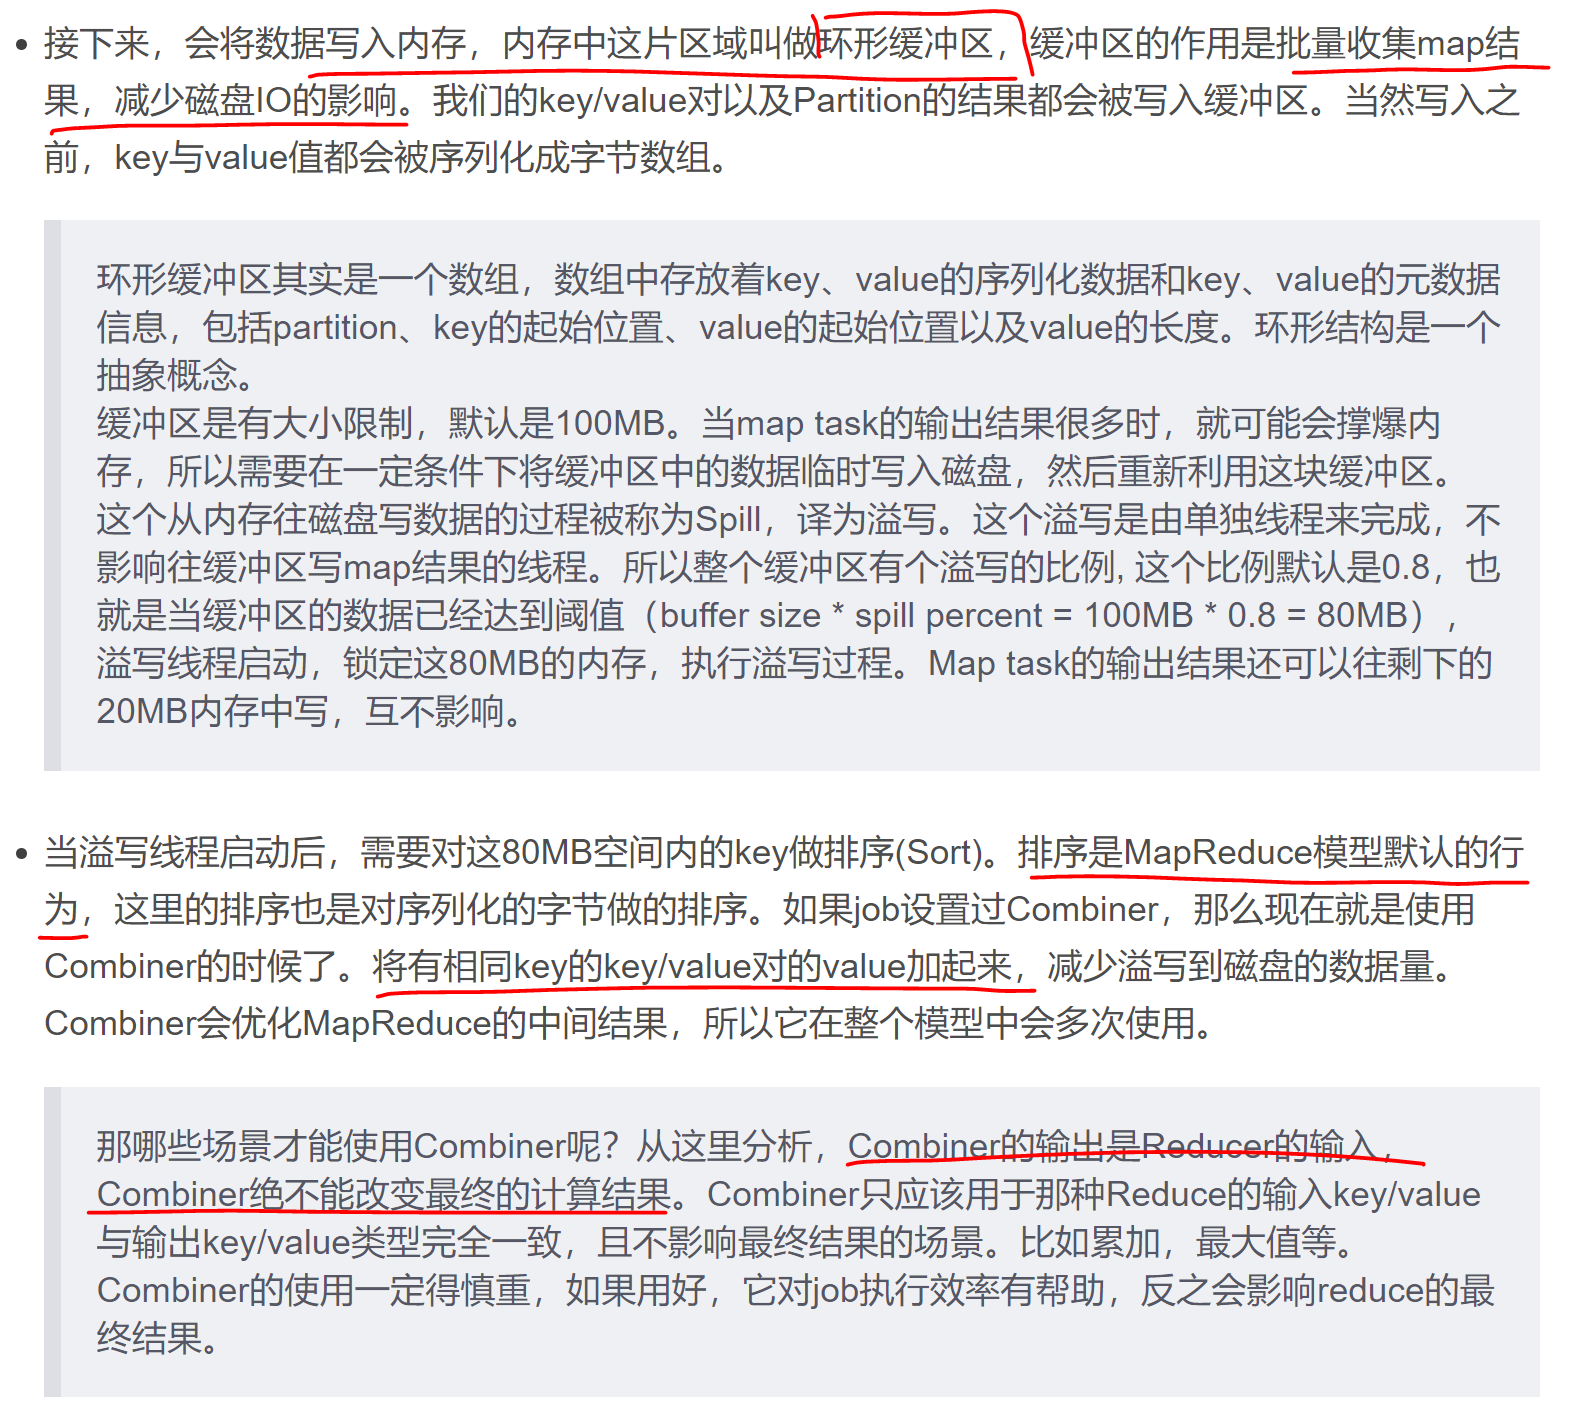 接下来，会将数据写入内存，内存中这片区域叫做环形缓冲区，缓冲区的作用是批量收集map结
果，减少磁盘IO的影响。我们的key/value对以及Partition的结果都会被写入缓冲区。当然写入之
前，key与value值都会被序列化成字节数组。
环形缓冲区其实是一个数组，数组中存放着key、value的序列化数据和key、value的元数据
信息，包括partition、key的起始位置、value的起始位置以及value的长度。环形结构是一个
抽象概念。
缓冲区是有大小限制，默认是100MB。当map task的输出结果很多时，就可能会撑爆内
存，所以需要在一定条件下将缓冲区中的数据临时写入磁盘，然后重新利用这块缓冲区。
这个从内存往磁盘写数据的过程被称为Spill，译为溢写。这个溢写是由单独线程来完成，不
影响往缓冲区写map结果的线程。所以整个缓冲区有个溢写的比例, 这个比例默认是0.8，也
就是当缓冲区的数据已经达到阈值（buffer size * spill percent = 100MB * 0.8 = 80MB），
溢写线程启动，锁定这80MB的内存，执行溢写过程。Map task的输出结果还可以往剩下的
20MB内存中写，互不影响。
当溢写线程启动后，需要对这80MB空间内的key做排序(Sort)。排序是MapReduce模型默认的行
为，这里的排序也是对序列化的字节做的排序。如果job设置过Combiner，那么现在就是使用
Combiner的时候了。将有相同key的key/value对的value加起来，减少溢写到磁盘的数据量。
Combiner会优化MapReduce的中间结果，所以它在整个模型中会多次使用。
那哪些场景才能使用Combiner呢？从这里分析，Combiner的输出是Reducer的输入，
Combiner绝不能改变最终的计算结果。Combiner只应该用于那种Reduce的输入key/value
与输出key/value类型完全一致，且不影响最终结果的场景。比如累加，最大值等。
Combiner的使用一定得慎重，如果用好，它对job执行效率有帮助，反之会影响reduce的最
终结果。